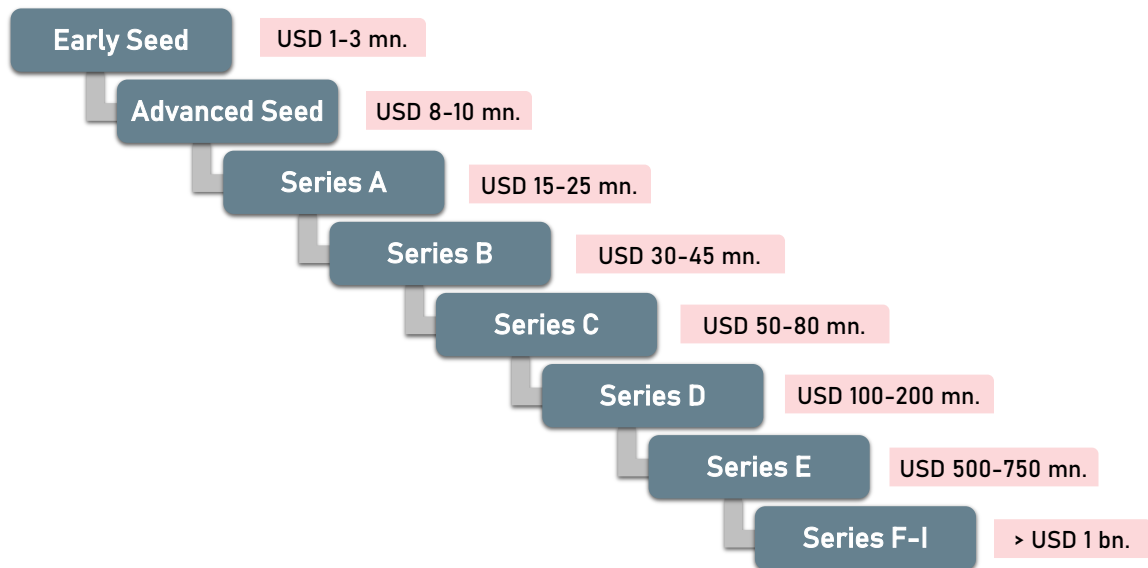 Early Seed
USD 1-3 mn.
Advanced Seed
USD 8-10 mn.
Series A
USD 15-25 mn.
Series B
USD 30-45 mn.
Series C
USD 50-80 mn.
Series D
USD 100-200 mn.
Series E
USD 500-750 mn.
Series F-I
> USD 1 bn.